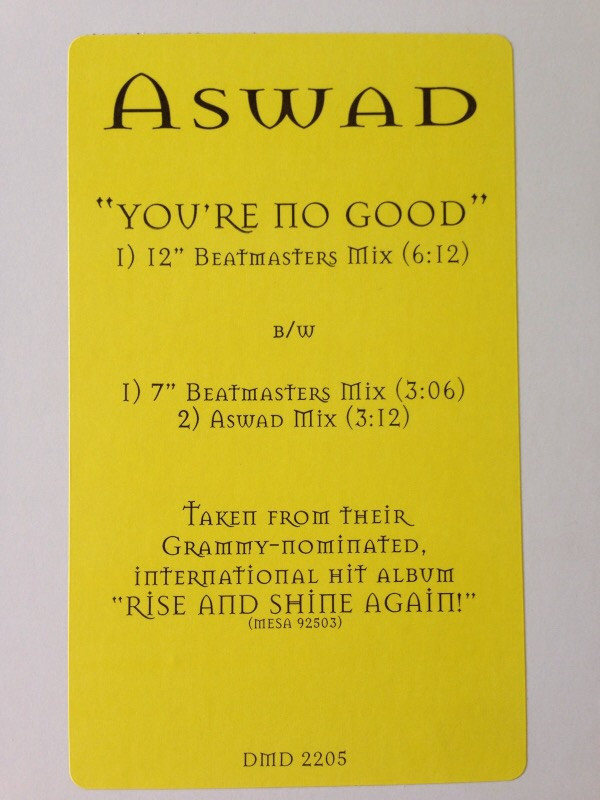 Aswad
"You're No Good"
1) 12" Beatmasters Mix (6:12)
b/w
1) 7" Beatmasters Mix (3:06)
2) Aswad Mix (3:12)
Taken from their
Grammy-nominated,
international hit album
"Rise and Shine Again!"
(Mesa 92503)
DMD 2205